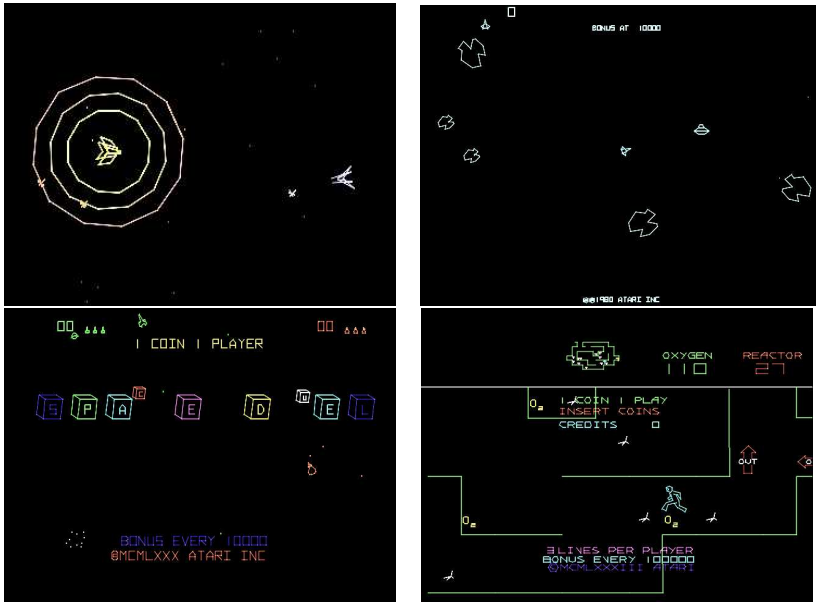 0
BONUS AT 10000
©©1980 ATARI INC
00 00
1 COIN 1 PLAYER
S P A C E D U E L
BONUS EVERY 10000
©MCMLXXX ATARI INC
OXYGEN REACTOR
110 27
O2
1 COIN 1 PLAY
INSERT COINS
CREDITS 0
OUT O
O2 O2
3 LIVES PER PLAYER
BONUS EVERY 100000
©MCMLXXXIII ATARI